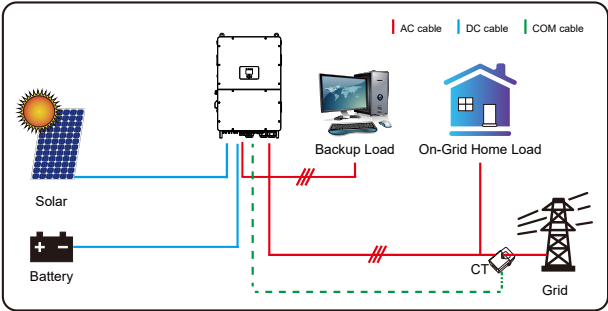 AC cable
DC cable
COM cable
Backup Load
On-Grid Home Load
Solar
Battery
CT
Grid